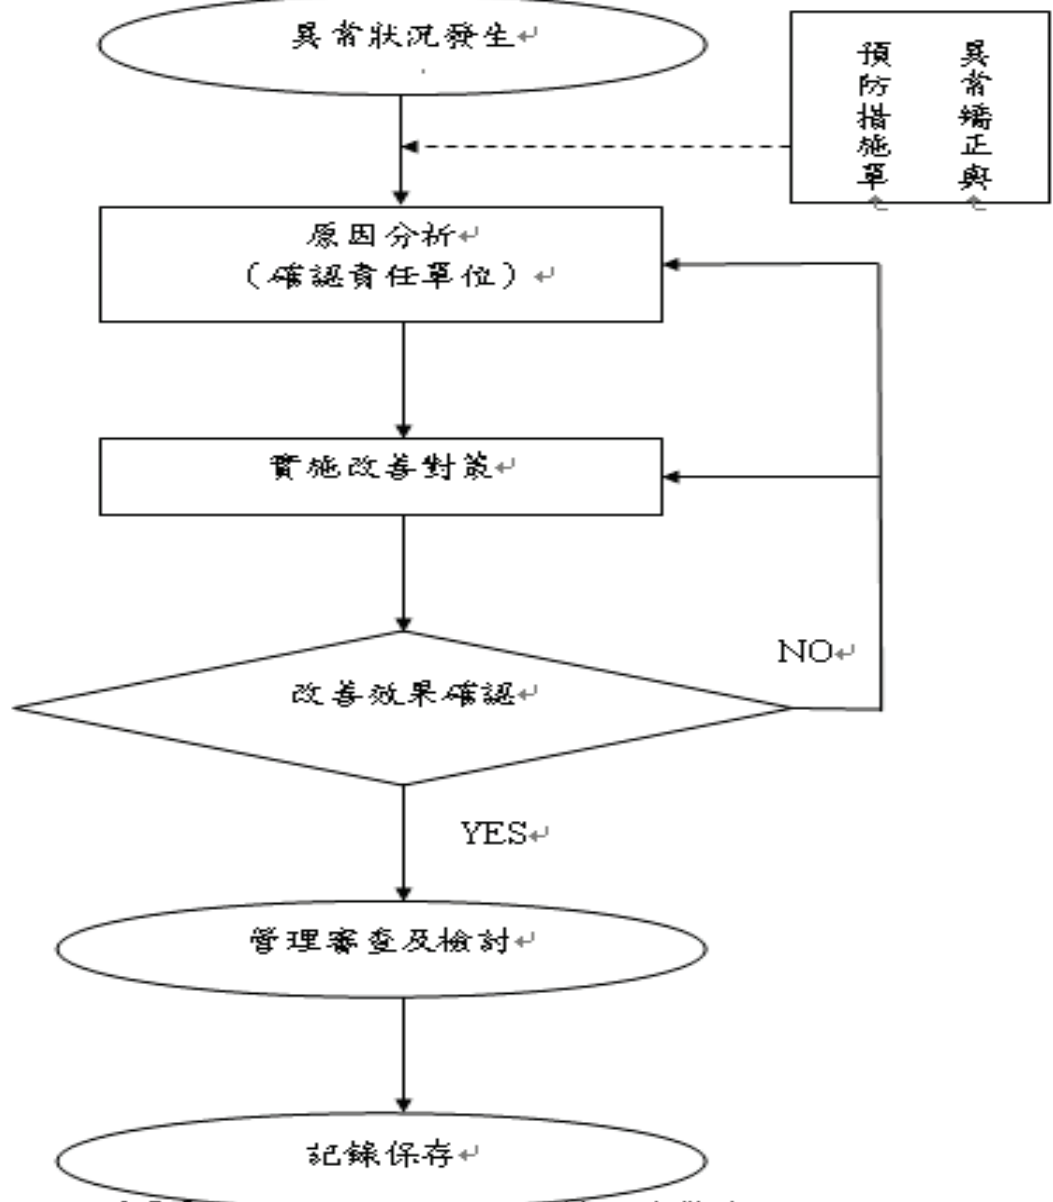 異常狀況發生
異常矯正與
預防措施單
原因分析
（確認責任單位）
實施改善對策
NO
改善效果確認
YES
管理審查及檢討
記錄保存